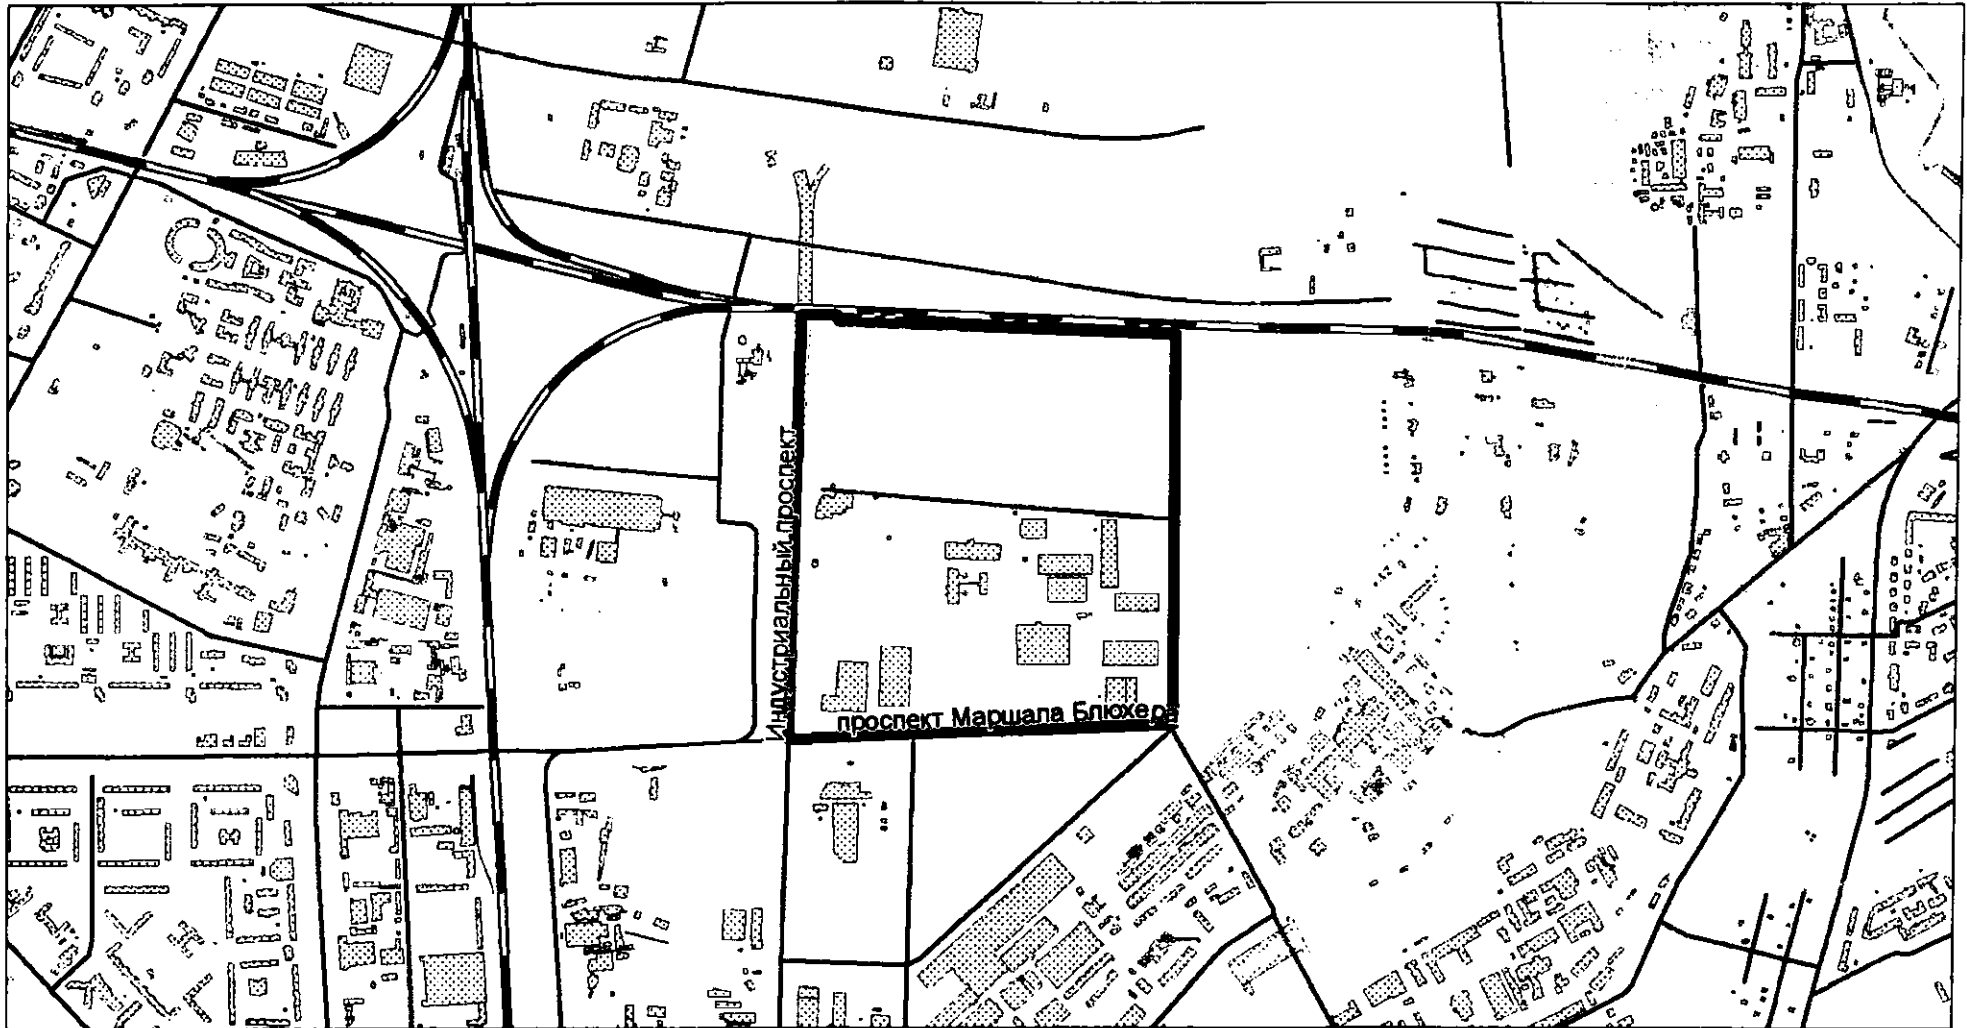 Индустриальный проспект
проспект Маршала Блюхера